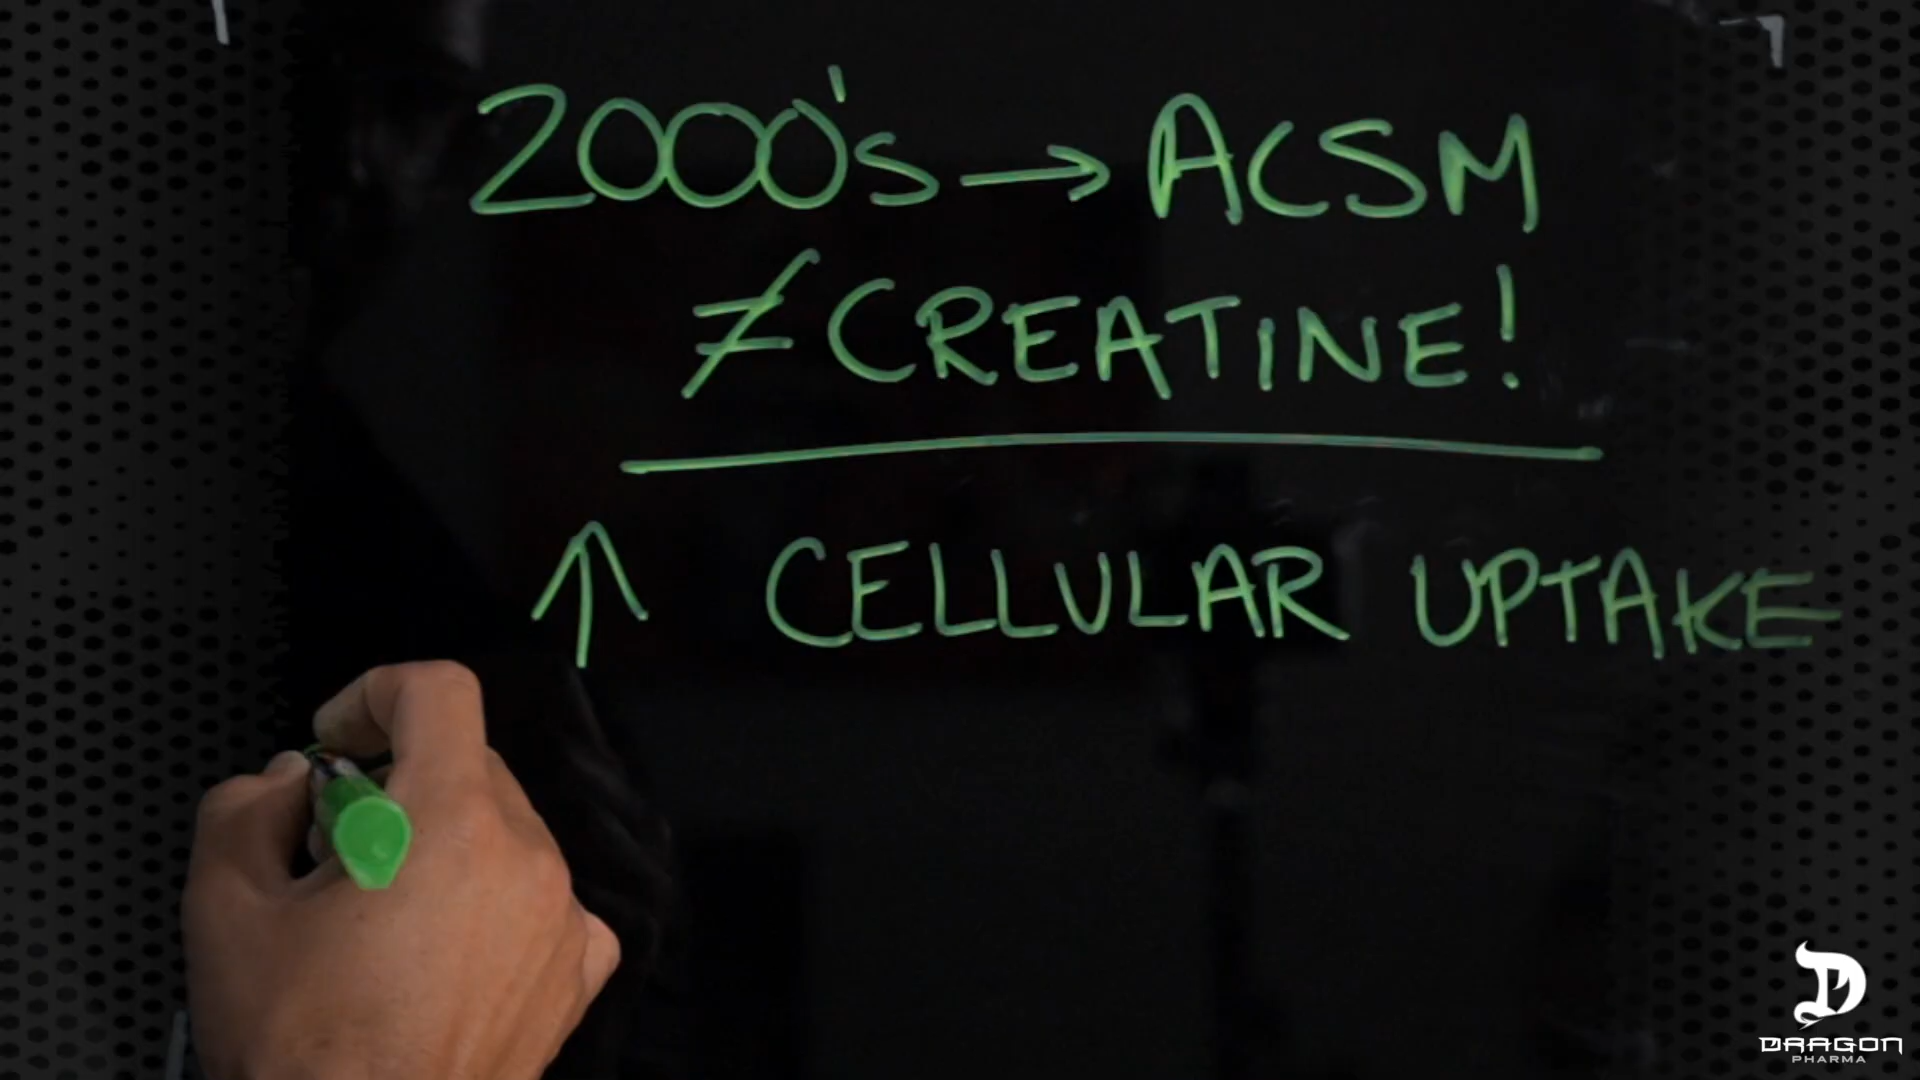 2000's → ACSM
≠ CREATINE!
↑ CELLULAR UPTAKE
DRAGON
PHARMA